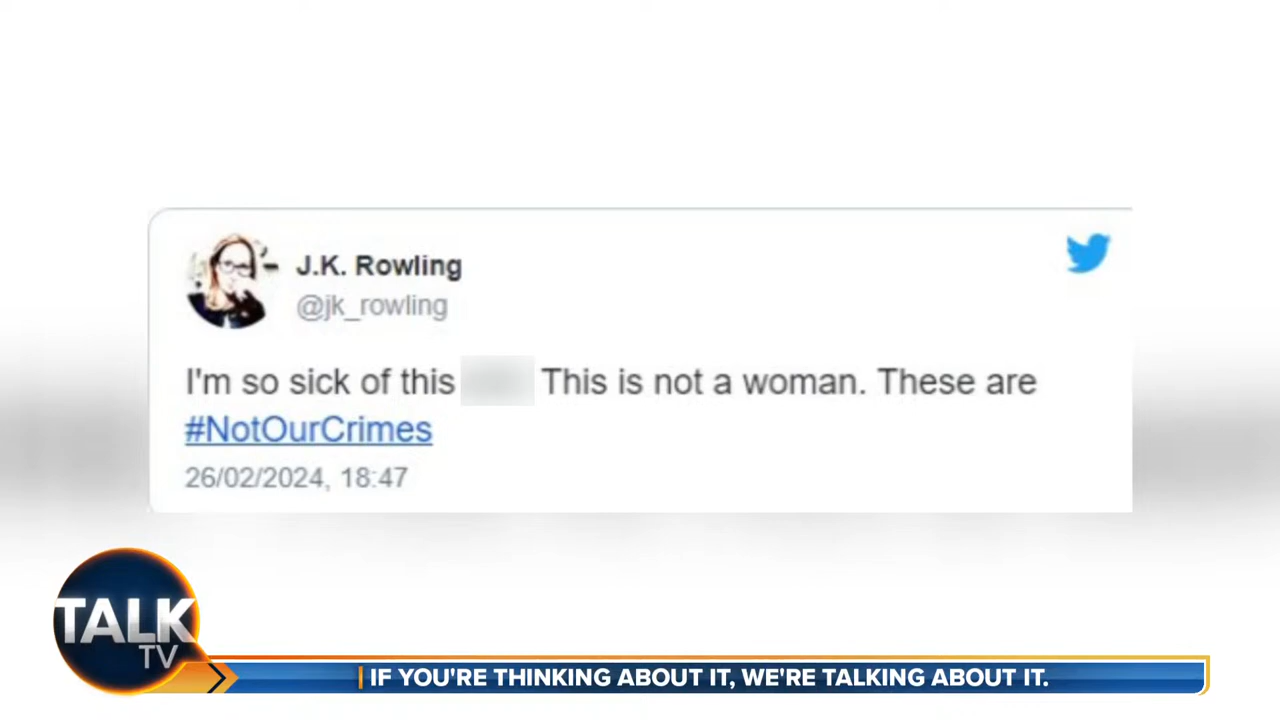 J.K. Rowling
@jk_rowling
I'm so sick of this This is not a woman. These are
#NotOurCrimes
26/02/2024, 18:47
TALK
TV
IF YOU'RE THINKING ABOUT IT, WE'RE TALKING ABOUT IT.